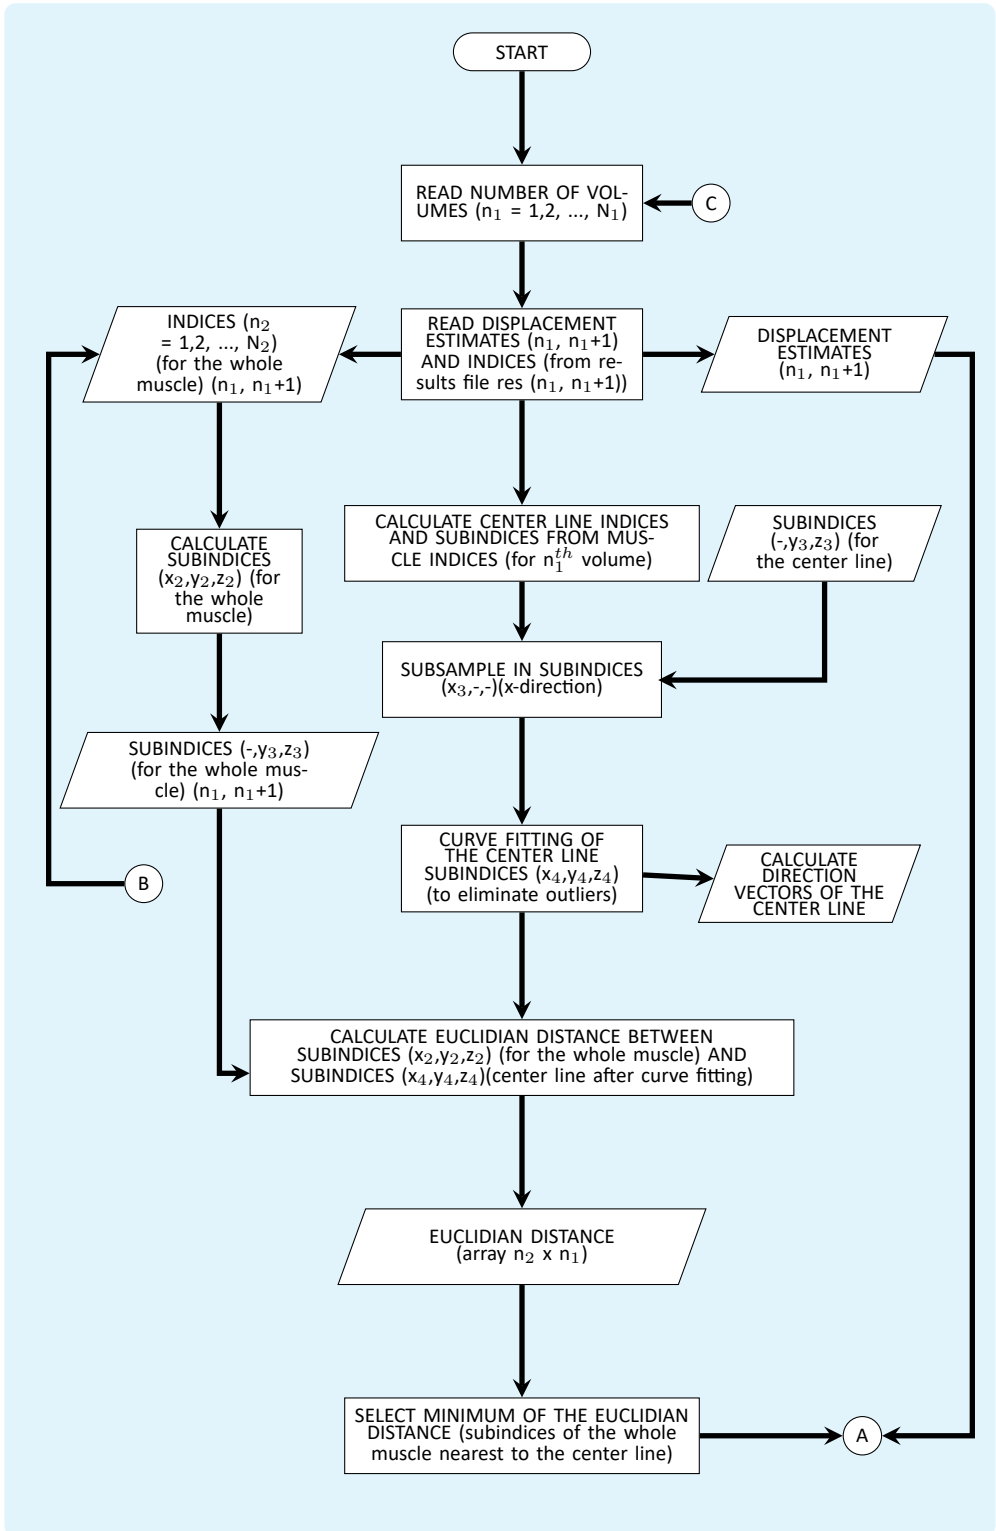 START
READ NUMBER OF VOL-
UMES (n₁ = 1,2, ..., N₁)
C
INDICES (n₂
= 1,2, ..., N₂)
(for the whole
muscle) (n₁, n₁+1)
READ DISPLACEMENT
ESTIMATES (n₁, n₁+1)
AND INDICES (from re-
sults file res (n₁, n₁+1))
DISPLACEMENT
ESTIMATES
(n₁, n₁+1)
CALCULATE
SUBINDICES
(x₂,y₂,z₂) (for
the whole
muscle)
CALCULATE CENTER LINE INDICES
AND SUBINDICES FROM MUS-
CLE INDICES (for n₁ᵗʰ volume)
SUBINDICES
(-,y₃,z₃) (for
the center line)
SUBSAMPLE IN SUBINDICES
(x₃,-,-)(x-direction)
SUBINDICES (-,y₃,z₃)
(for the whole mus-
cle) (n₁, n₁+1)
CURVE FITTING OF
THE CENTER LINE
SUBINDICES (x₄,y₄,z₄)
(to eliminate outliers)
CALCULATE
DIRECTION
VECTORS OF THE
CENTER LINE
B
CALCULATE EUCLIDIAN DISTANCE BETWEEN
SUBINDICES (x₂,y₂,z₂) (for the whole muscle) AND
SUBINDICES (x₄,y₄,z₄)(center line after curve fitting)
EUCLIDIAN DISTANCE
(array n₂ x n₁)
SELECT MINIMUM OF THE EUCLIDIAN
DISTANCE (subindices of the whole
muscle nearest to the center line)
A